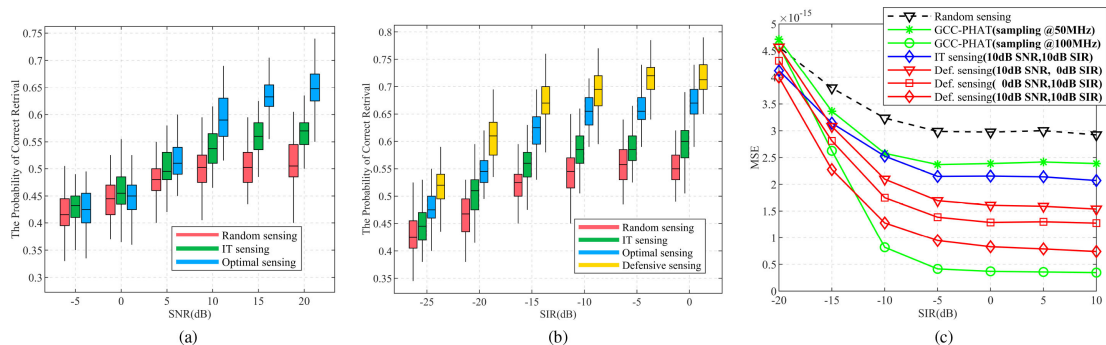 The Probability of Correct Retrival
0.75
0.7
0.65
0.6
0.55
0.5
0.45
0.4
0.35
0.3
Random sensing
IT sensing
Optimal sensing
-5
0
5
10
15
20
SNR(dB)
(a)
The Probability of Correct Retrival
0.8
0.75
0.7
0.65
0.6
0.55
0.5
0.45
0.4
0.35
0.3
Random sensing
IT sensing
Optimal sensing
Defensive sensing
-25
-20
-15
-10
-5
0
SIR(dB)
(b)
MSE
×10⁻¹⁵
5
4.5
4
3.5
3
2.5
2
1.5
1
0.5
0
Random sensing
GCC-PHAT(sampling @50MHz)
GCC-PHAT(sampling @100MHz)
IT sensing(10dB SNR,10dB SIR)
Def. sensing(10dB SNR, 0dB SIR)
Def. sensing( 0dB SNR,10dB SIR)
Def. sensing(10dB SNR,10dB SIR)
-20
-15
-10
-5
0
5
10
SIR(dB)
(c)